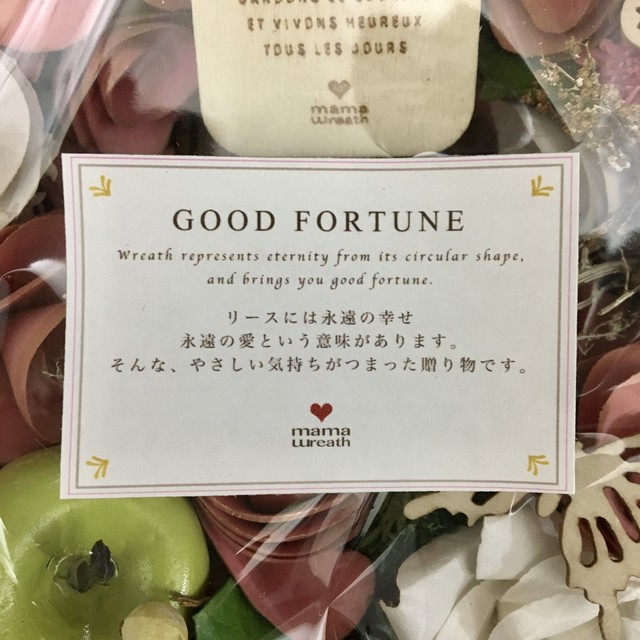 ET VIVONS HEUREUX
TOUS LES JOURS
mama
wreath
GOOD FORTUNE
Wreath represents eternity from its circular shape,
and brings you good fortune.
リースには永遠の幸せ
永遠の愛という意味があります。
そんな、やさしい気持ちがつまった贈り物です。
mama
wreath